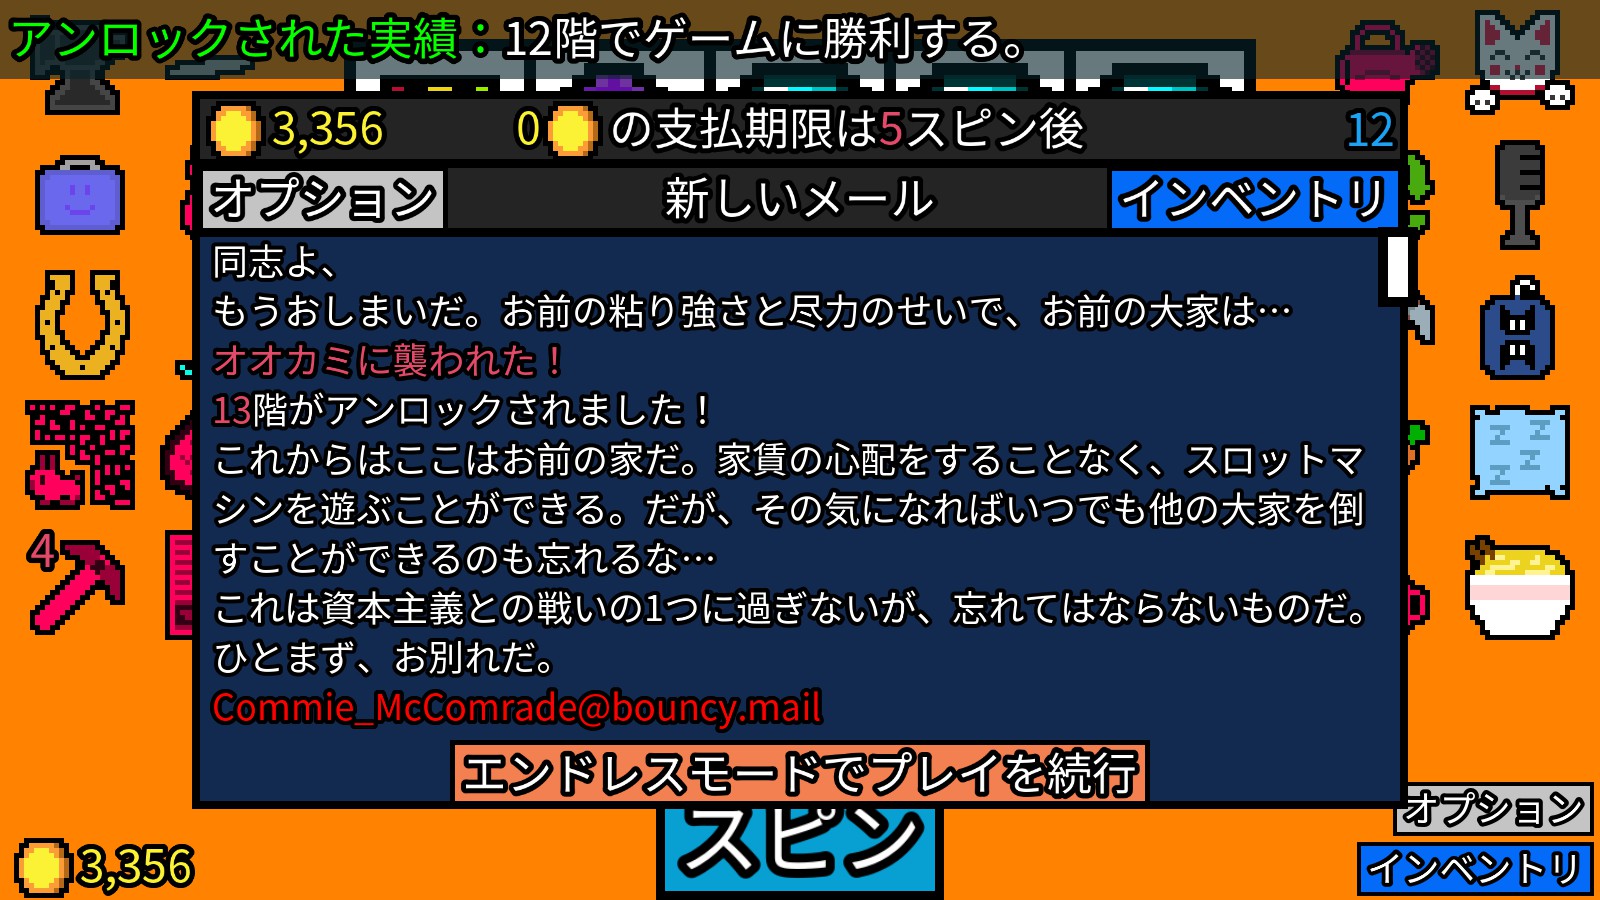 アンロックされた実績：12階でゲームに勝利する。
3,356 0 の支払期限は5スピン後 12
オプション 新しいメール インベントリ
同志よ、
もうおしまいだ。お前の粘り強さと尽力のせいで、お前の大家は…
オオカミに襲われた！
13階がアンロックされました！
これからはここはお前の家だ。家賃の心配をすることなく、スロットマ
シンを遊ぶことができる。だが、その気になればいつでも他の大家を倒
すことができるのも忘れるな…
これは資本主義との戦いの1つに過ぎないが、忘れてはならないものだ。
ひとまず、お別れだ。
Commie_McComrade@bouncy.mail
エンドレスモードでプレイを続行
4
スピン
オプション
3,356
インベントリ